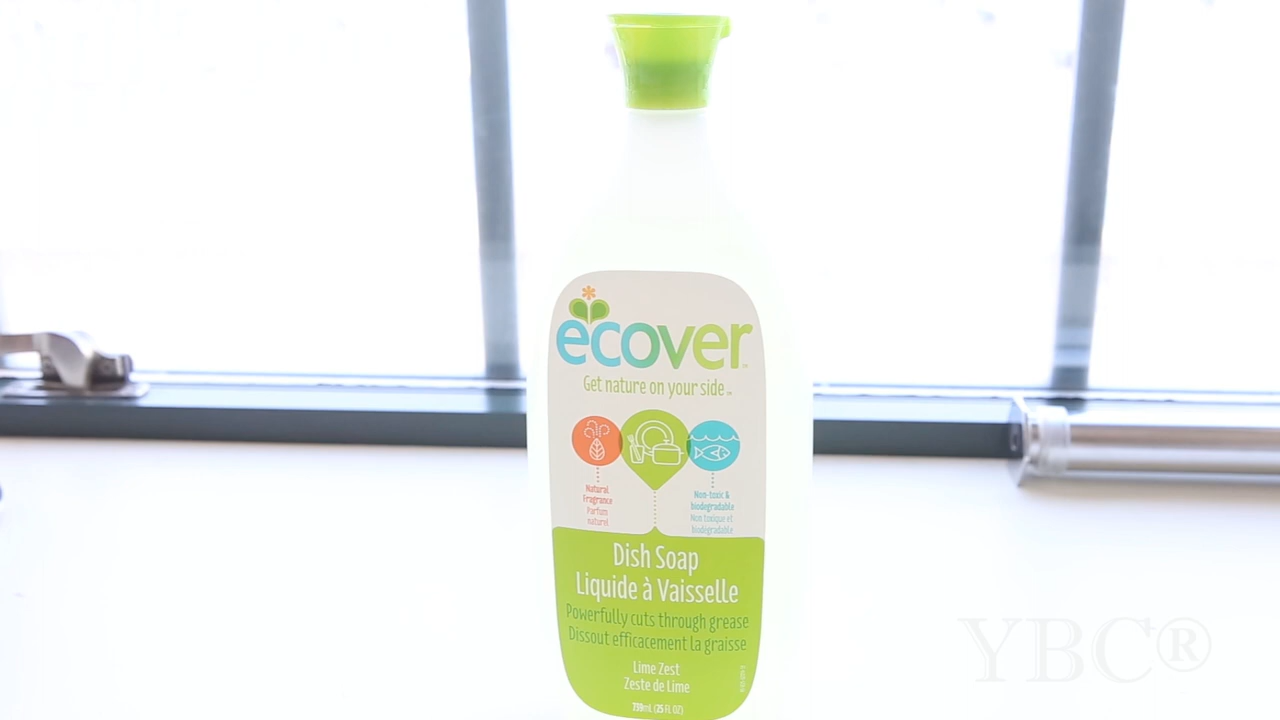 ecover
Get nature on your side
Natural
Fragrance
Parfum
naturel
Non-toxic &
biodegradable
Non toxique et
biodégradable
Dish Soap
Liquide à Vaisselle
Powerfully cuts through grease
Dissout efficacement la graisse
Lime Zest
Zeste de Lime
739mL (25 FL OZ)
YBC®